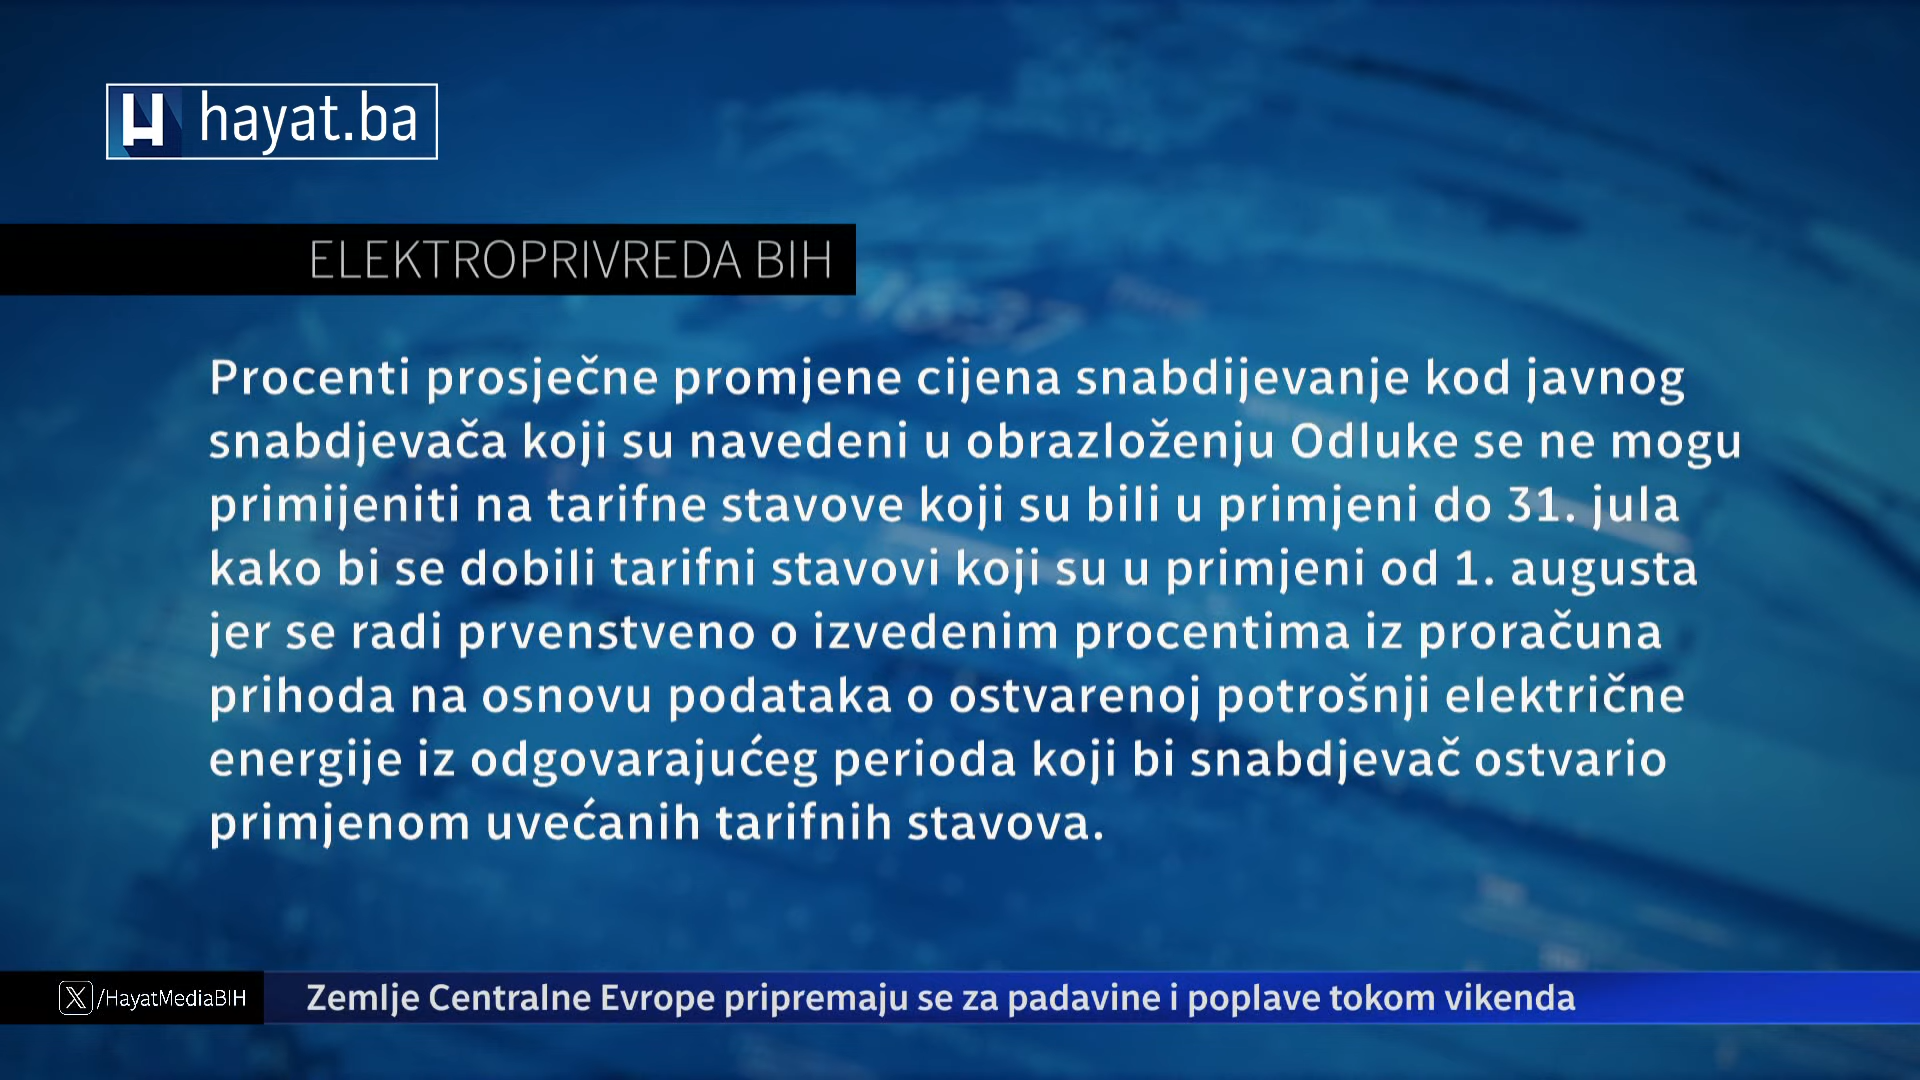 hayat.ba
ELEKTROPRIVREDA BIH
Procenti prosječne promjene cijena snabdijevanje kod javnog
snabdjevača koji su navedeni u obrazloženju Odluke se ne mogu
primijeniti na tarifne stavove koji su bili u primjeni do 31. jula
kako bi se dobili tarifni stavovi koji su u primjeni od 1. augusta
jer se radi prvenstveno o izvedenim procentima iz proračuna
prihoda na osnovu podataka o ostvarenoj potrošnji električne
energije iz odgovarajućeg perioda koji bi snabdjevač ostvario
primjenom uvećanih tarifnih stavova.
/HayatMediaBIH
Zemlje Centralne Evrope pripremaju se za padavine i poplave tokom vikenda